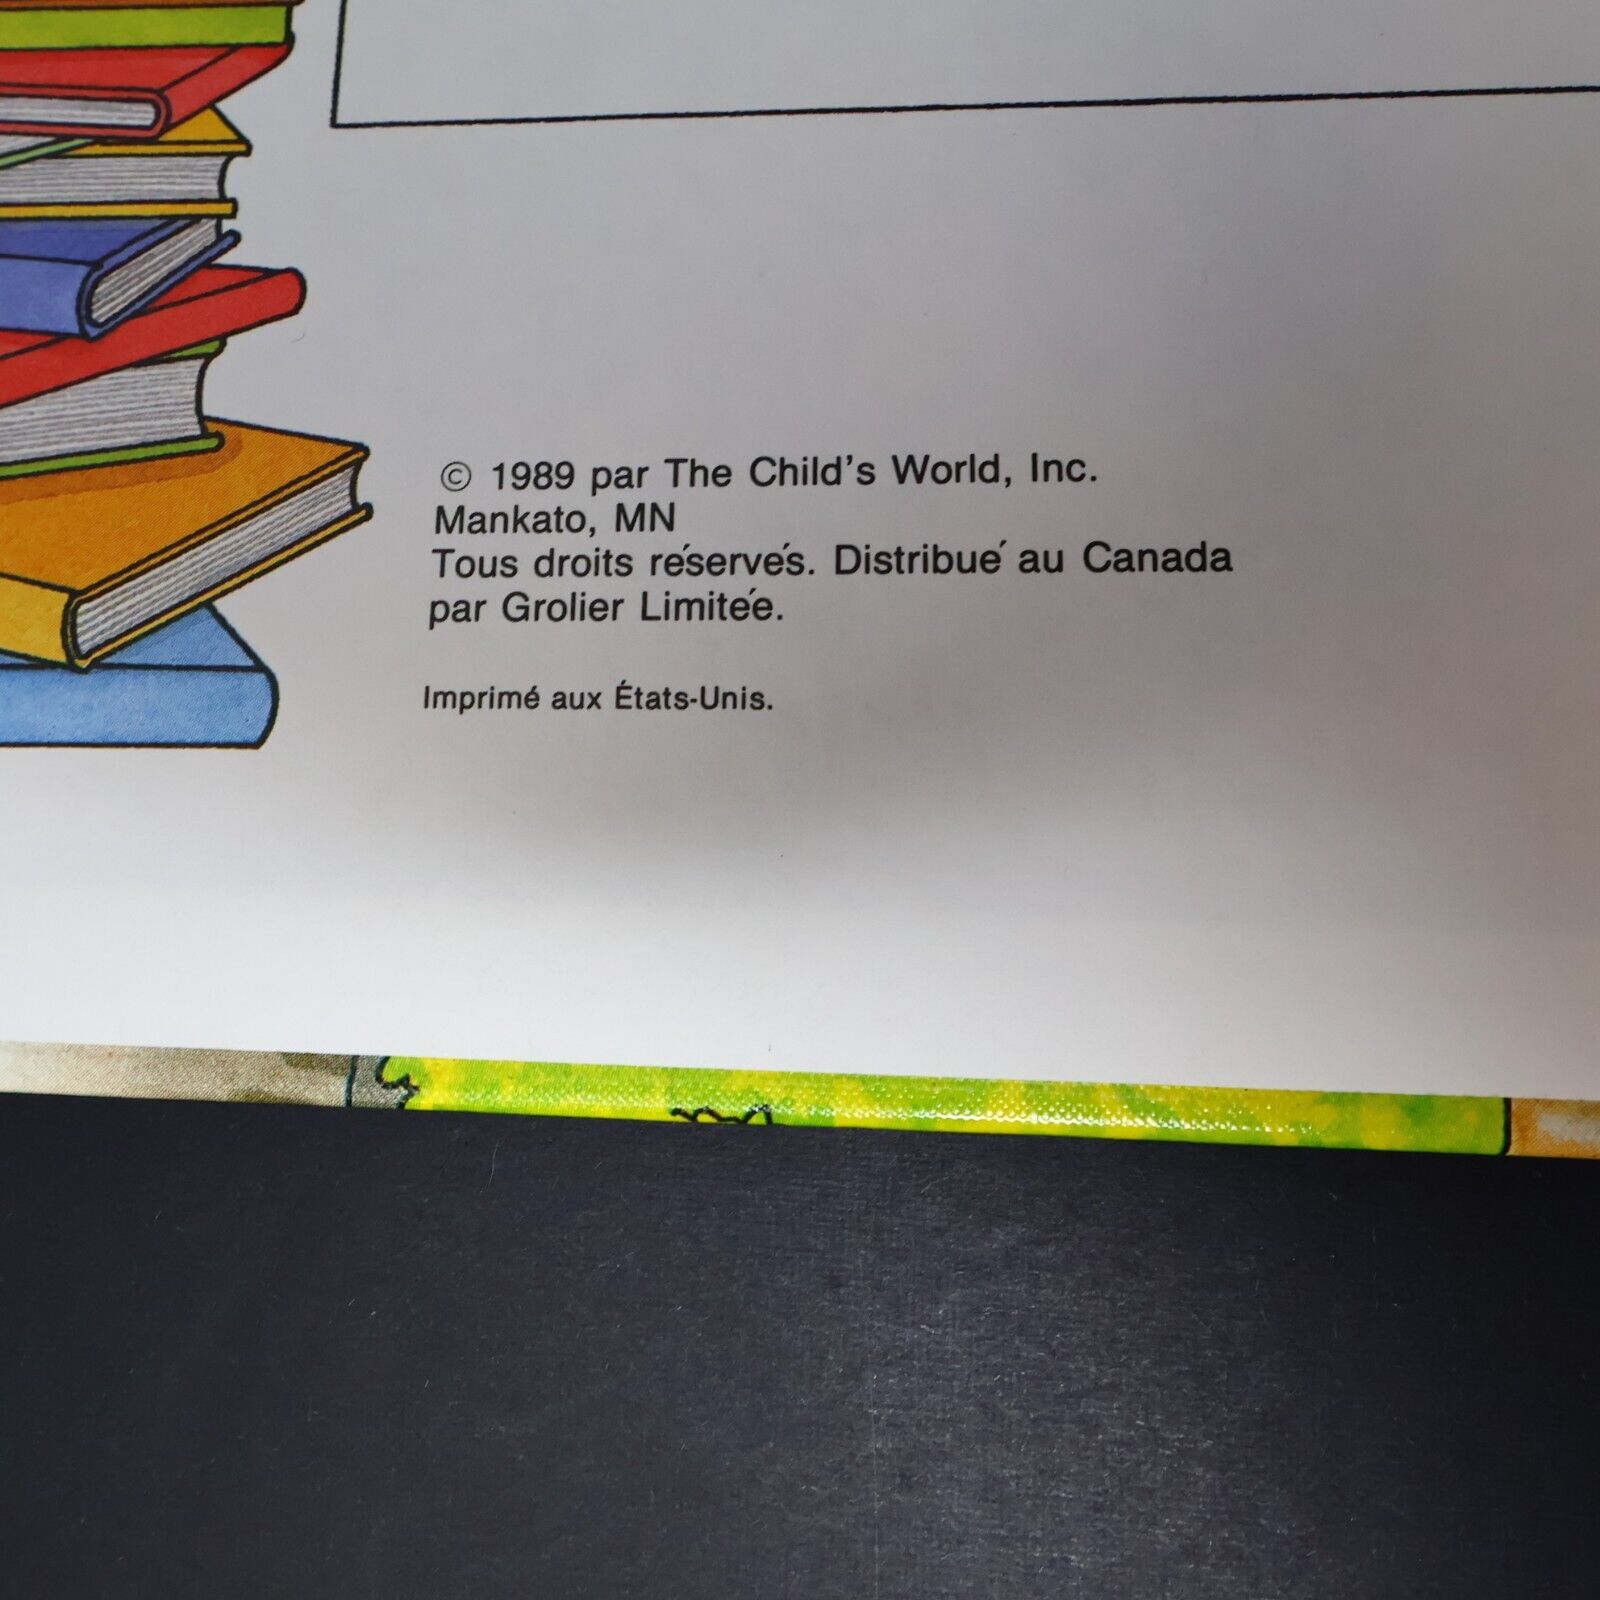 © 1989 par The Child's World, Inc.
Mankato, MN
Tous droits réservés. Distribué au Canada
par Grolier Limitée.
Imprimé aux États-Unis.